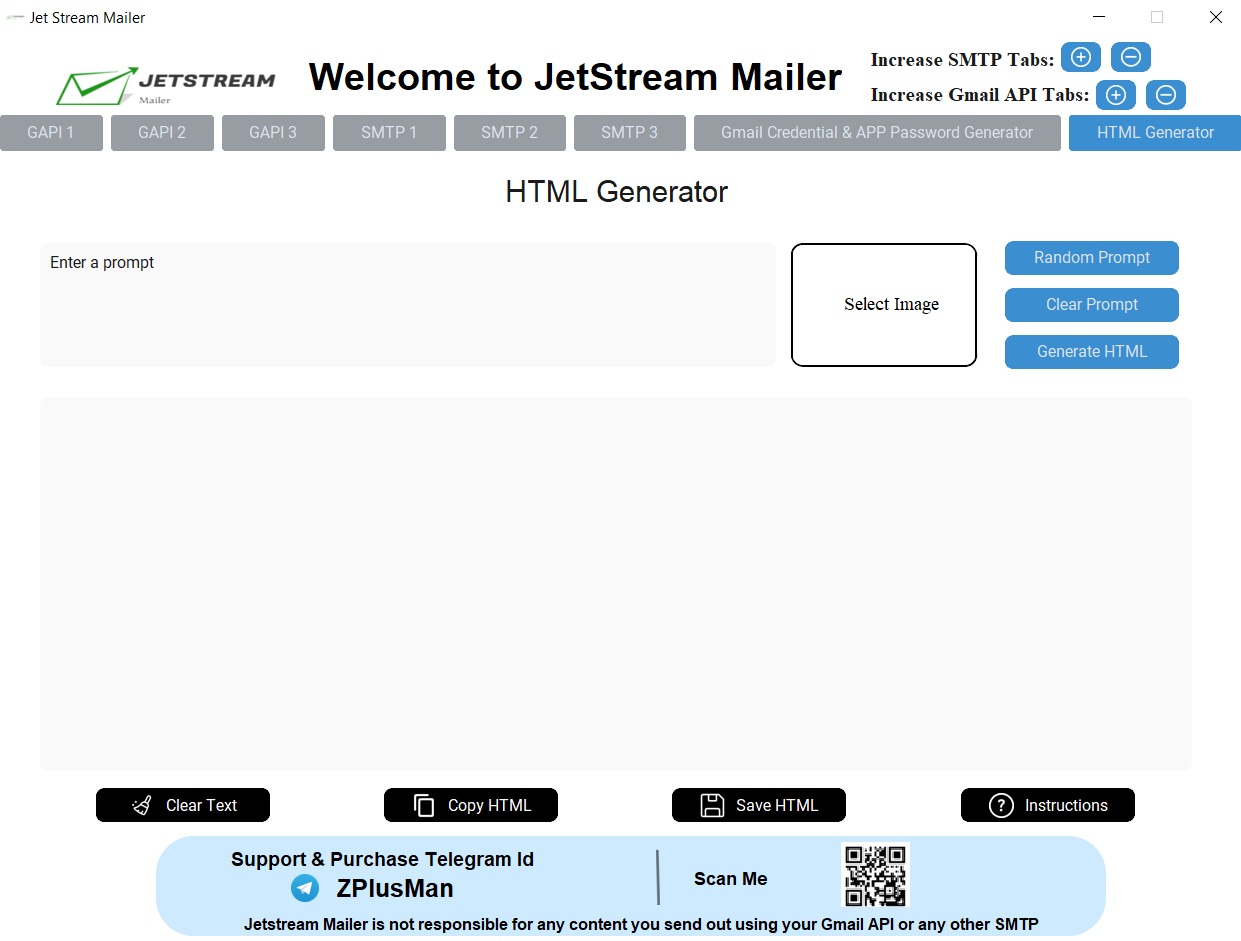 Jet Stream Mailer
JETSTREAM
Mailer
Welcome to JetStream Mailer
Increase SMTP Tabs:
Increase Gmail API Tabs:
GAPI 1
GAPI 2
GAPI 3
SMTP 1
SMTP 2
SMTP 3
Gmail Credential & APP Password Generator
HTML Generator
HTML Generator
Enter a prompt
Select Image
Random Prompt
Clear Prompt
Generate HTML
Clear Text
Copy HTML
Save HTML
Instructions
Support & Purchase Telegram Id
ZPlusMan
Scan Me
Jetstream Mailer is not responsible for any content you send out using your Gmail API or any other SMTP